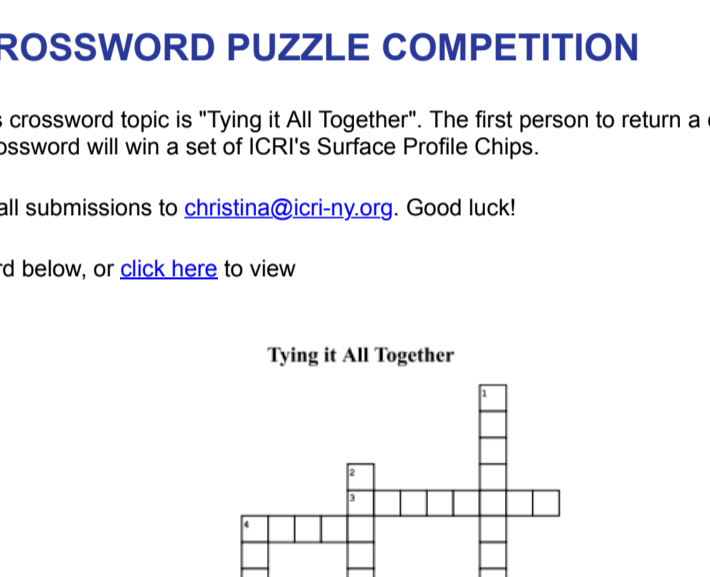 ROSSWORD PUZZLE COMPETITION
crossword topic is "Tying it All Together". The first person to return a
ossword will win a set of ICRI's Surface Profile Chips.
all submissions to christina@icri-ny.org. Good luck!
d below, or click here to view
Tying it All Together
1
2
3
4